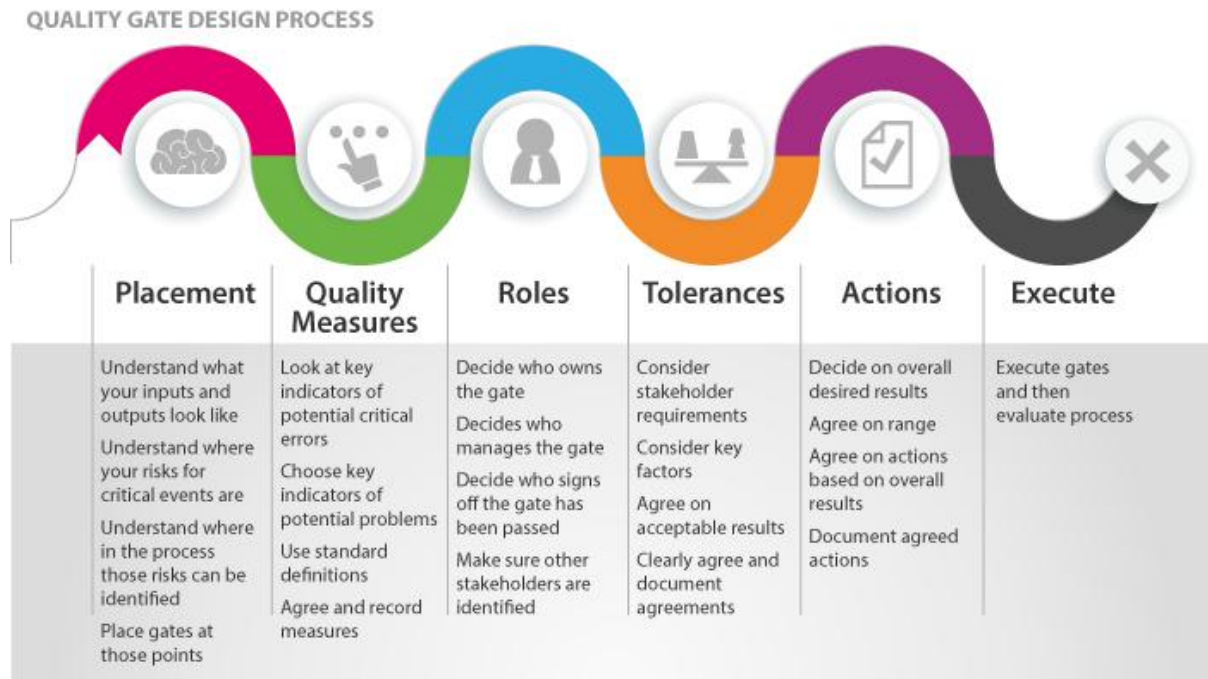 QUALITY GATE DESIGN PROCESS
Placement
Understand what
your inputs and
outputs look like
Understand where
your risks for
critical events are
Understand where
in the process
those risks can be
identified
Place gates at
those points
Quality
Measures
Look at key
indicators of
potential critical
errors
Choose key
indicators of
potential problems
Use standard
definitions
Agree and record
measures
Roles
Decide who owns
the gate
Decides who
manages the gate
Decide who signs
off the gate has
been passed
Make sure other
stakeholders are
identified
Tolerances
Consider
stakeholder
requirements
Consider key
factors
Agree on
acceptable results
Clearly agree and
document
agreements
Actions
Decide on overall
desired results
Agree on range
Agree on actions
based on overall
results
Document agreed
actions
Execute
Execute gates
and then
evaluate process